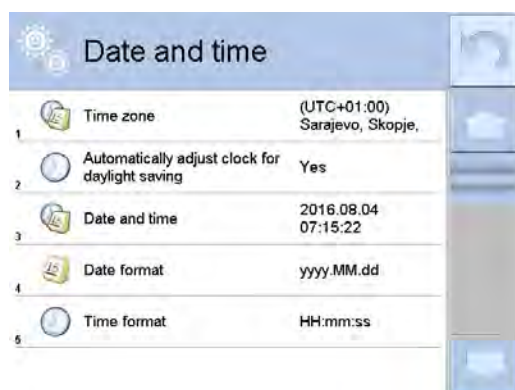 Date and time
1 Time zone (UTC+01:00)
Sarajevo, Skopje,
2 Automatically adjust clock for
daylight saving Yes
3 Date and time 2016.08.04
07:15:22
4 Date format yyyy.MM.dd
5 Time format HH:mm:ss